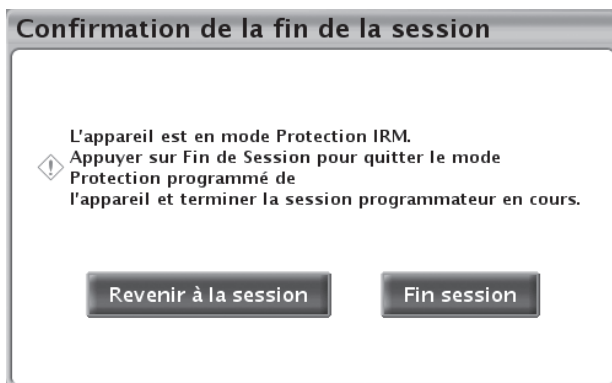 Confirmation de la fin de la session
L'appareil est en mode Protection IRM.
Appuyer sur Fin de Session pour quitter le mode
Protection programmé de
l'appareil et terminer la session programmateur en cours.
Revenir à la session
Fin session